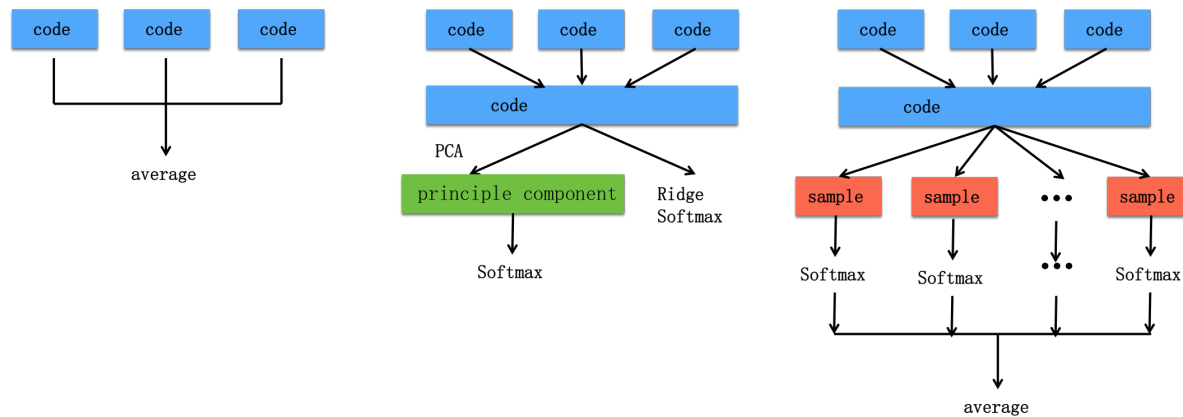 code code code
average
code code code
code
PCA
principle component
Ridge
Softmax
Softmax
code code code
code
sample sample ••• sample
Softmax Softmax ••• Softmax
average